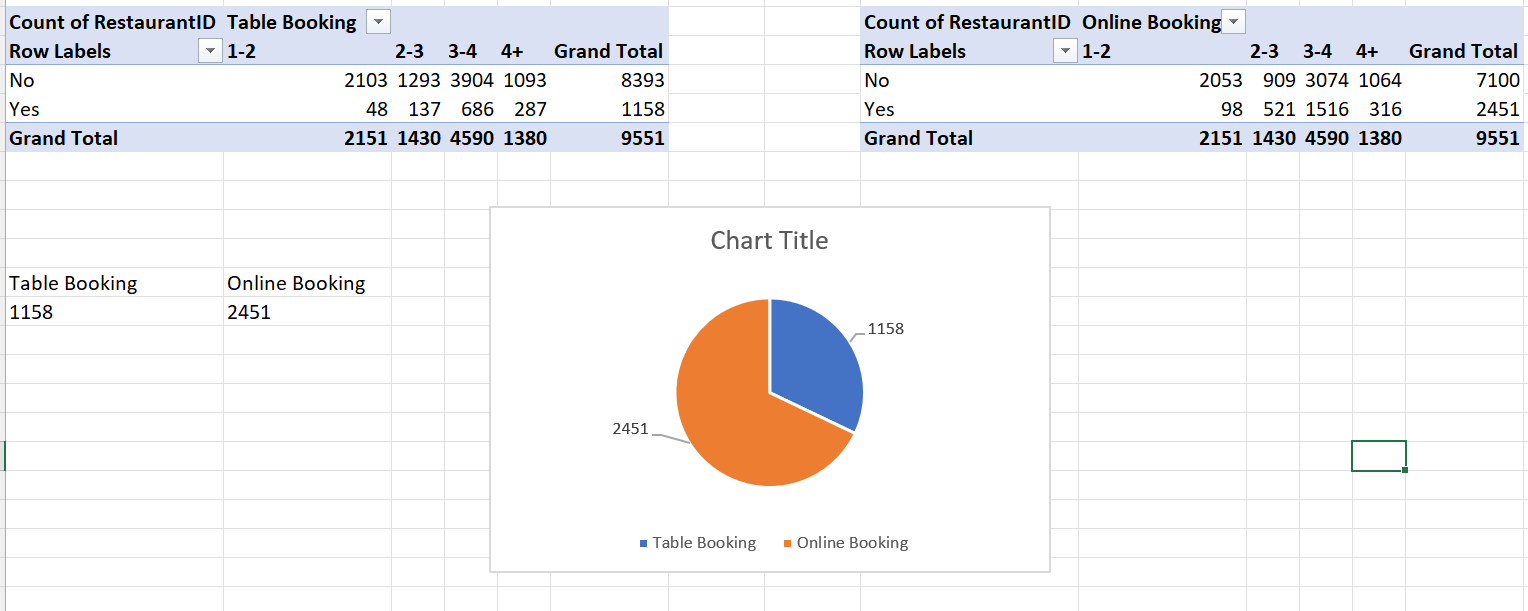 Count of RestaurantID Table Booking
Row Labels 1-2 2-3 3-4 4+ Grand Total
No 2103 1293 3904 1093 8393
Yes 48 137 686 287 1158
Grand Total 2151 1430 4590 1380 9551
Count of RestaurantID Online Booking
Row Labels 1-2 2-3 3-4 4+ Grand Total
No 2053 909 3074 1064 7100
Yes 98 521 1516 316 2451
Grand Total 2151 1430 4590 1380 9551
Table Booking Online Booking
1158 2451
Chart Title
1158
2451
Table Booking Online Booking